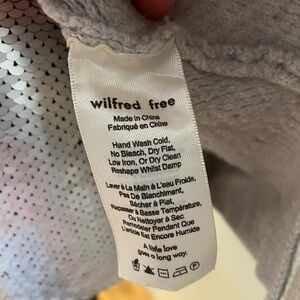 wilfred free
Made in China
Fabriqué en Chine
Hand Wash Cold,
No Bleach, Dry Flat,
Low Iron, Or Dry Clean
Reshape Whilst Damp
Laver à La Main à L'eau Froide,
Pas De Blanchiment,
Sécher à Plat,
Repasser à Basse Température,
Ou Nettoyer à Sec
Remodeler Pendant Que
L'article Est Encore Humide
A little love
goes a long way.